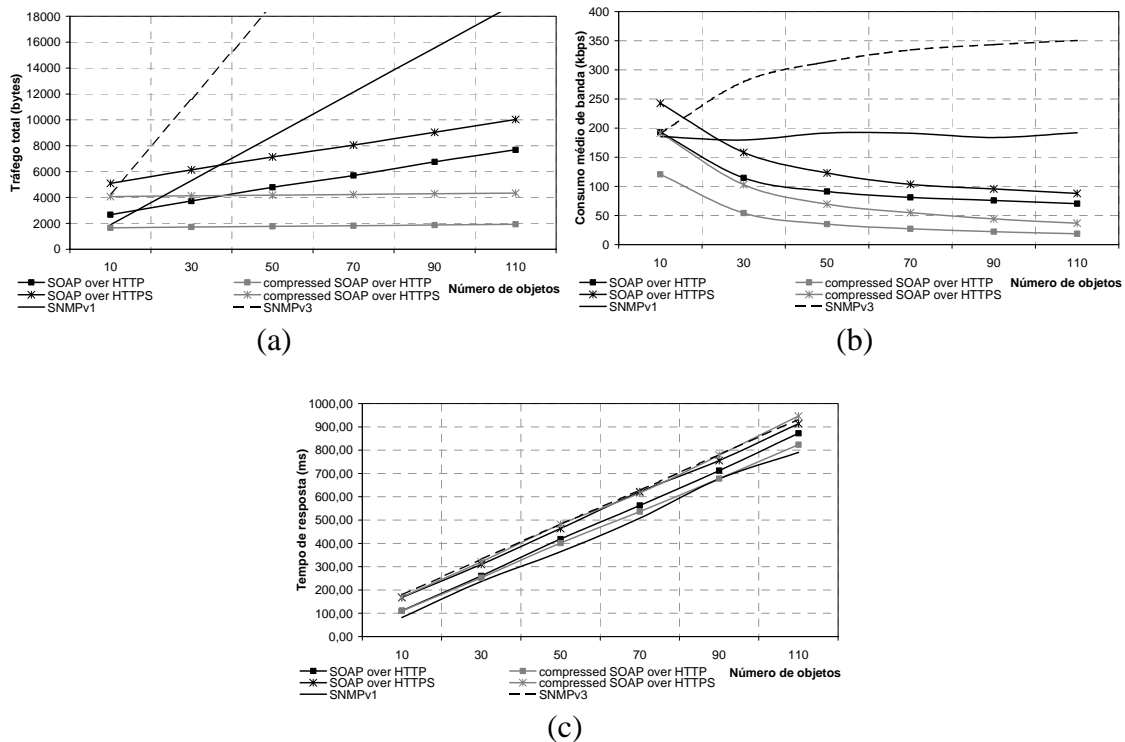 18000
16000
14000
12000
10000
8000
6000
4000
2000
0
Tráfego total (bytes)
10 30 50 70 90 110
Número de objetos
SOAP over HTTP compressed SOAP over HTTP
SOAP over HTTPS compressed SOAP over HTTPS
SNMPv1 SNMPv3
(a)
400
350
300
250
200
150
100
50
0
Consumo médio de banda (kbps)
10 30 50 70 90 110
Número de objetos
SOAP over HTTP compressed SOAP over HTTP
SOAP over HTTPS compressed SOAP over HTTPS
SNMPv1 SNMPv3
(b)
1000,00
900,00
800,00
700,00
600,00
500,00
400,00
300,00
200,00
100,00
0,00
Tempo de resposta (ms)
10 30 50 70 90 110
Número de objetos
SOAP over HTTP compressed SOAP over HTTP
SOAP over HTTPS compressed SOAP over HTTPS
SNMPv1 SNMPv3
(c)